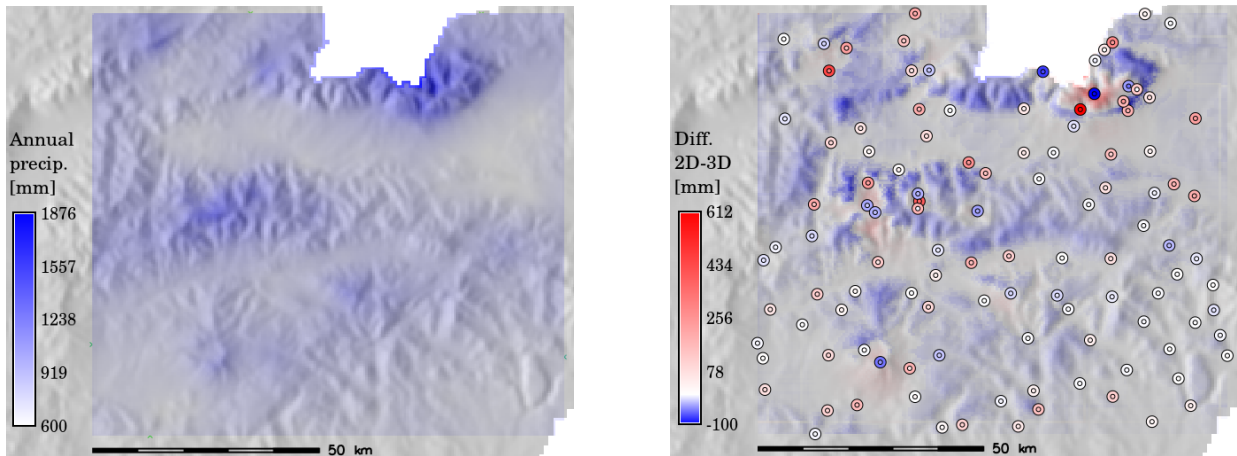 Annual
precip.
[mm]
1876
1557
1238
919
600
50 km
Diff.
2D-3D
[mm]
612
434
256
78
-100
50 km